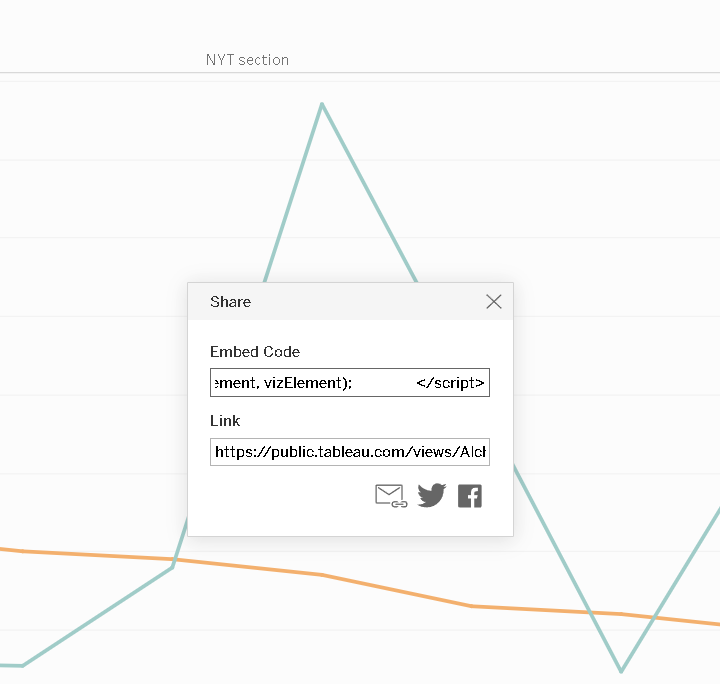 NYT section
Share
Embed Code
ement, vizElement); </script>
Link
https://public.tableau.com/views/Alch